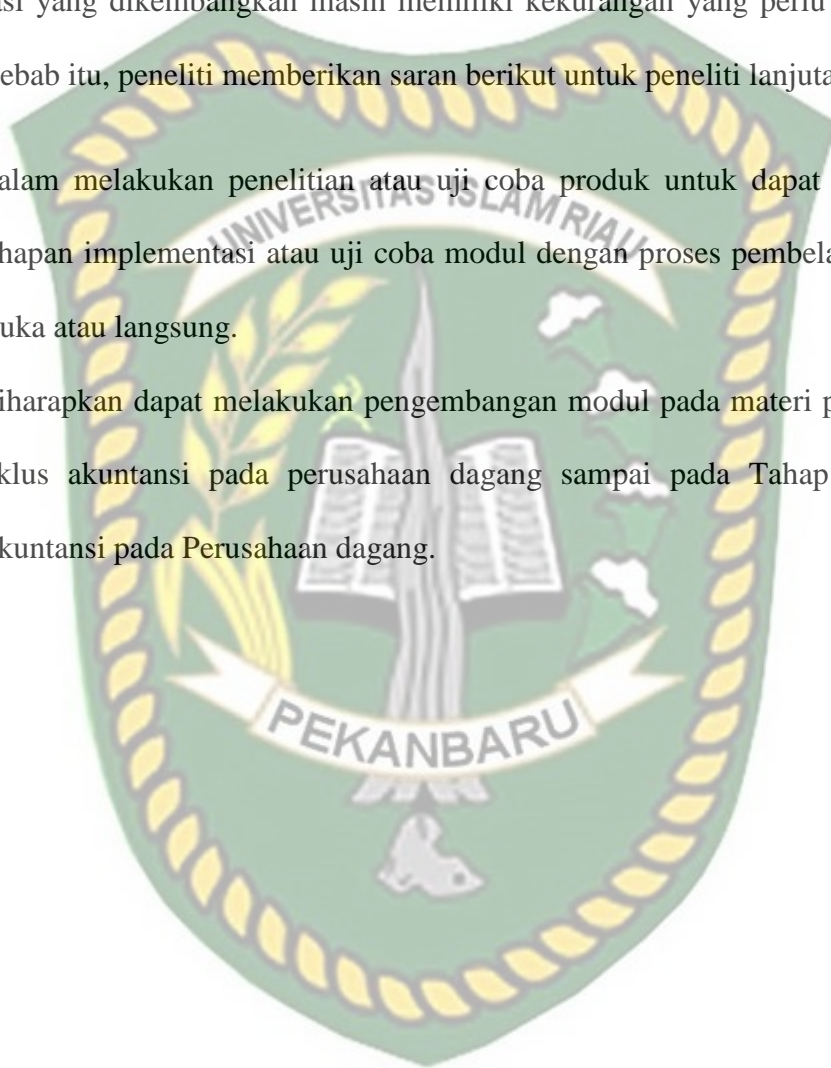 asi yang dikembangkan masih memiliki kekurangan yang perlu
ebab itu, peneliti memberikan saran berikut untuk peneliti lanjuta
alam melakukan penelitian atau uji coba produk untuk dapat
UNIVERSITAS ISLAM RIAU
hapan implementasi atau uji coba modul dengan proses pembela
uka atau langsung.
iharapkan dapat melakukan pengembangan modul pada materi p
klus akuntansi pada perusahaan dagang sampai pada Tahap
kuntansi pada Perusahaan dagang.
PEKANBARU